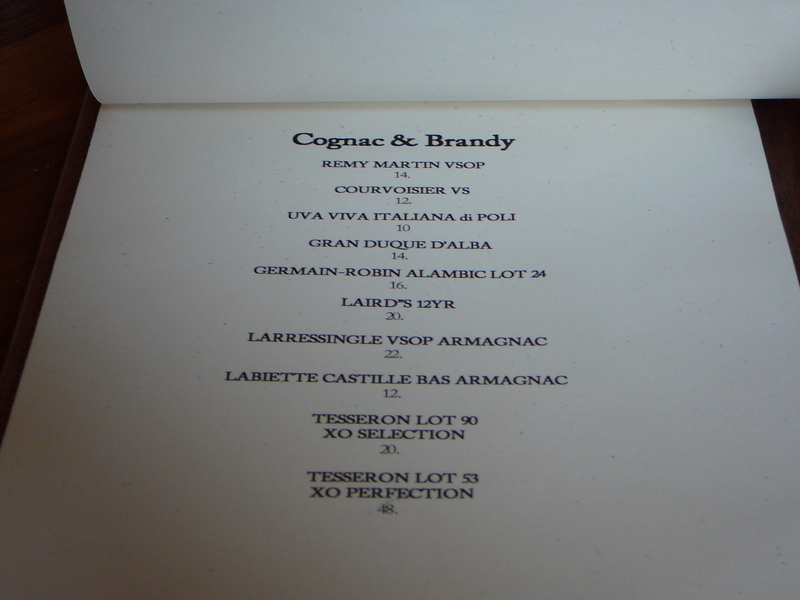 Cognac & Brandy
REMY MARTIN VSOP
14.
COURVOISIER VS
12.
UVA VIVA ITALIANA di POLI
10
GRAN DUQUE D'ALBA
14.
GERMAIN-ROBIN ALAMBIC LOT 24
16.
LAIRD"S 12YR
20.
LARRESSINGLE VSOP ARMAGNAC
22.
LABIETTE CASTILLE BAS ARMAGNAC
12.
TESSERON LOT 90
XO SELECTION
20.
TESSERON LOT 53
XO PERFECTION
48.